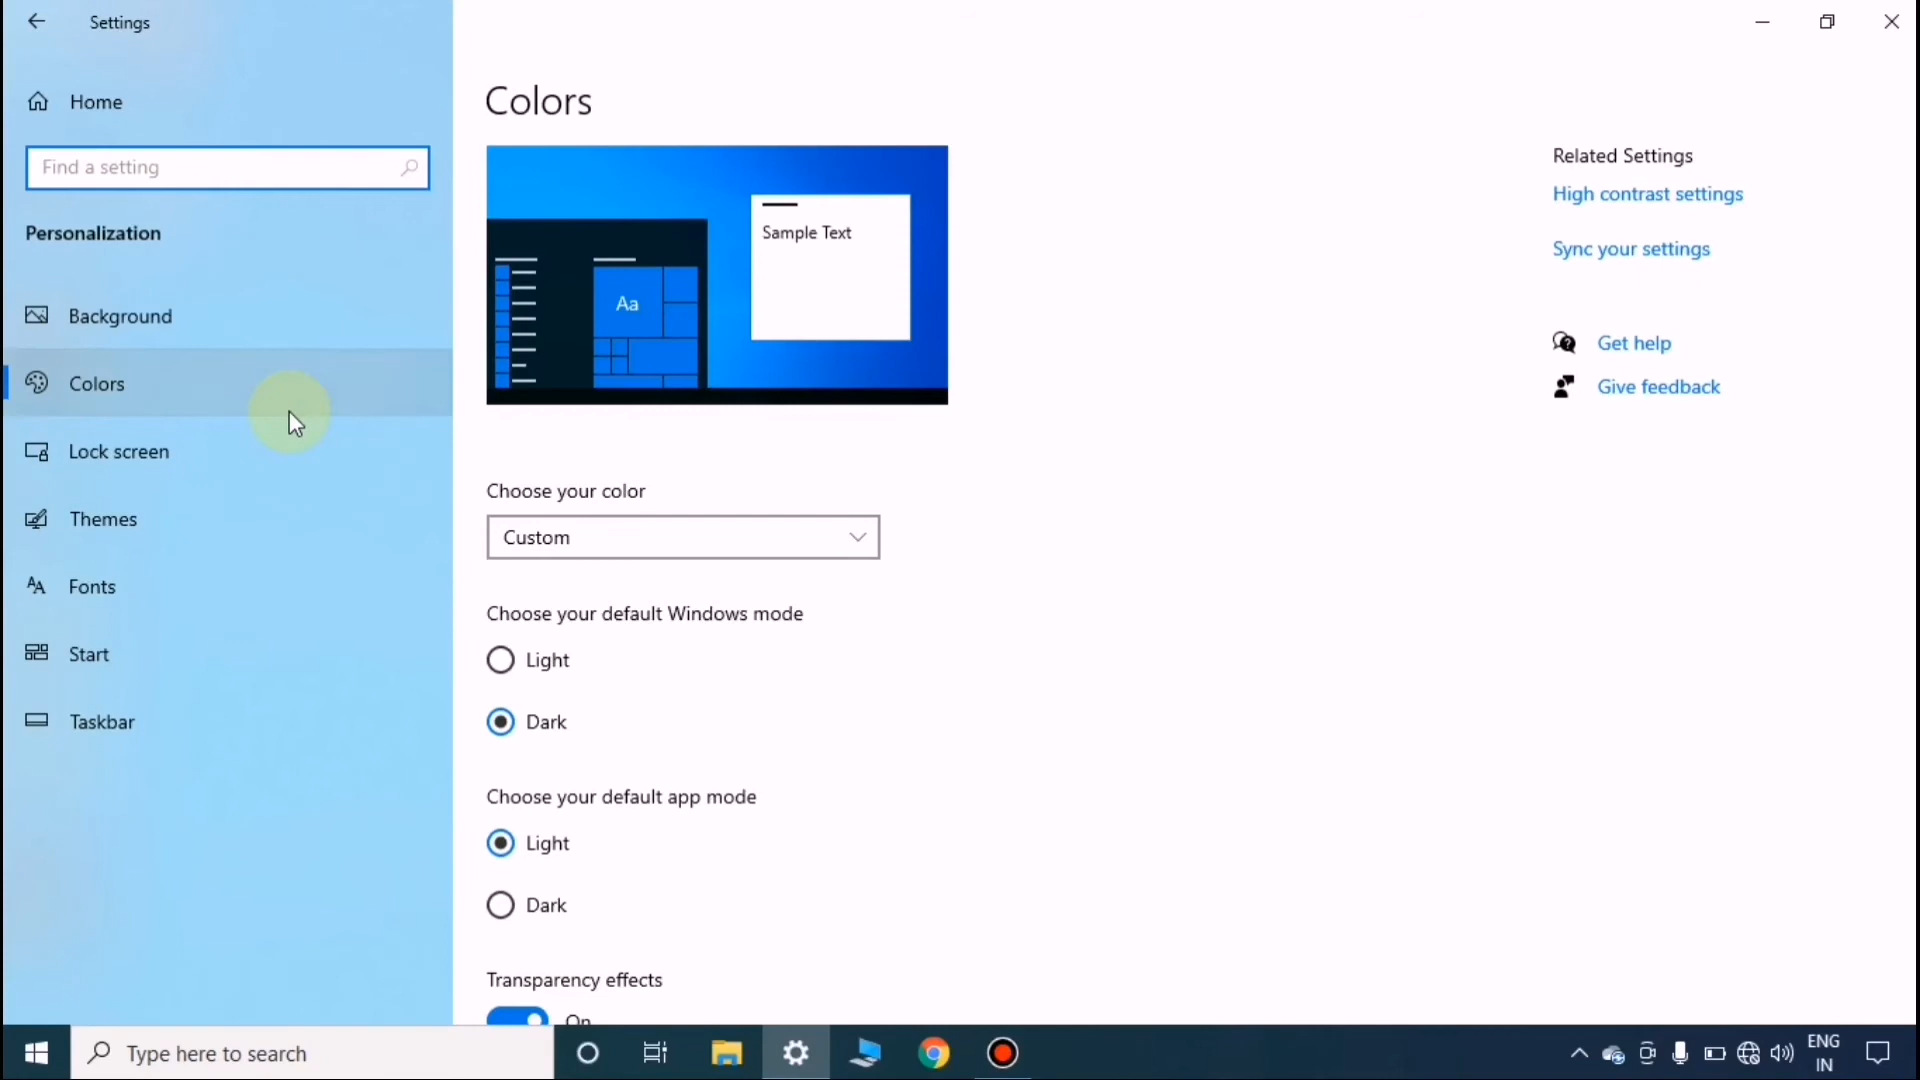 Settings
Home
Find a setting
Personalization
Background
Colors
Lock screen
Themes
Fonts
Start
Taskbar
Colors
Sample Text
Aa
Choose your color
Custom
Choose your default Windows mode
Light
Dark
Choose your default app mode
Light
Dark
Transparency effects
On
Related Settings
High contrast settings
Sync your settings
Get help
Give feedback
Type here to search
ENG
IN